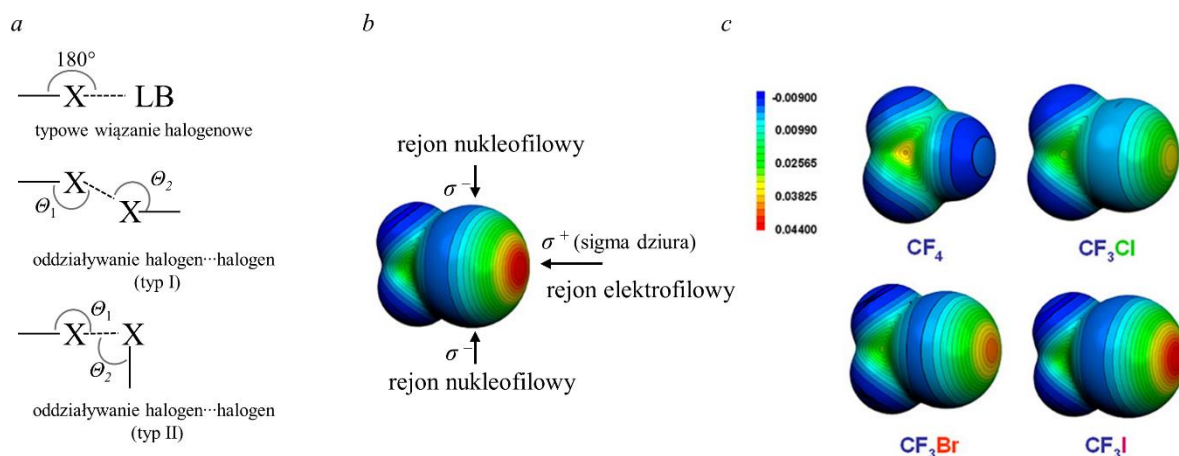 a
180°
X LB
typowe wiązanie halogenowe
X
Θ1 Θ2
X
oddziaływanie halogen···halogen
(typ I)
Θ1
X X
Θ2
oddziaływanie halogen···halogen
(typ II)
b
rejon nukleofilowy
σ −
σ + (sigma dziura)
rejon elektrofilowy
σ −
rejon nukleofilowy
c
-0.00900
0.00990
0.02565
0.03825
0.04400
CF4
CF3Cl
CF3Br
CF3I